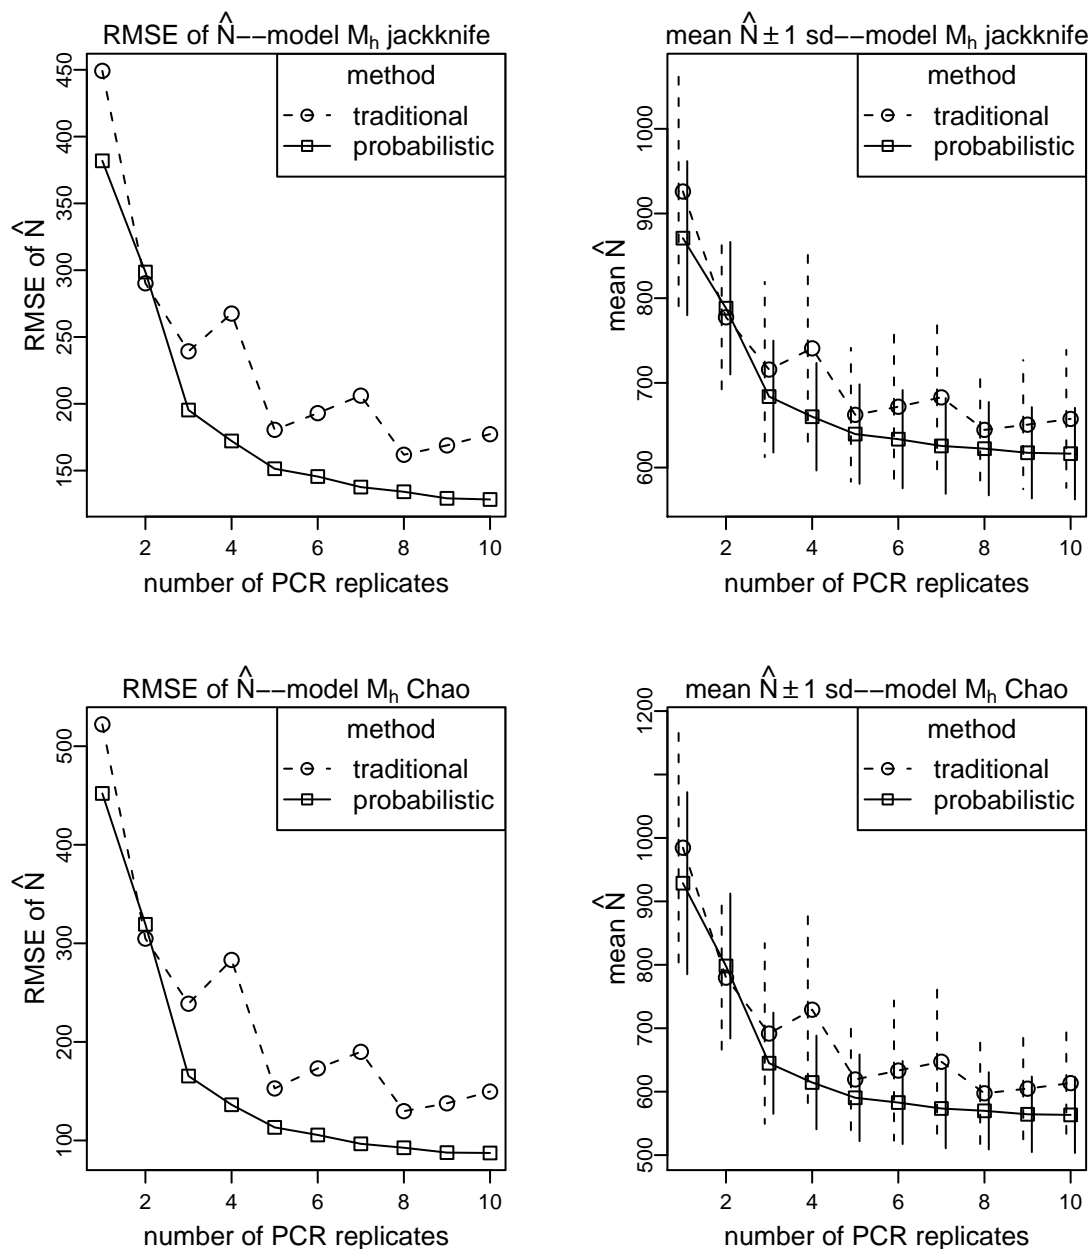 RMSE of N̂−−model Mₕ jackknife
RMSE of N̂
450
400
350
300
250
200
150
method
traditional
probabilistic
2 4 6 8 10
number of PCR replicates
mean N̂ ± 1 sd−−model Mₕ jackknife
mean N̂
1000
900
800
700
600
method
traditional
probabilistic
2 4 6 8 10
number of PCR replicates
RMSE of N̂−−model Mₕ Chao
RMSE of N̂
500
400
300
200
100
method
traditional
probabilistic
2 4 6 8 10
number of PCR replicates
mean N̂ ± 1 sd−−model Mₕ Chao
mean N̂
1200
1000
900
800
700
600
500
method
traditional
probabilistic
2 4 6 8 10
number of PCR replicates